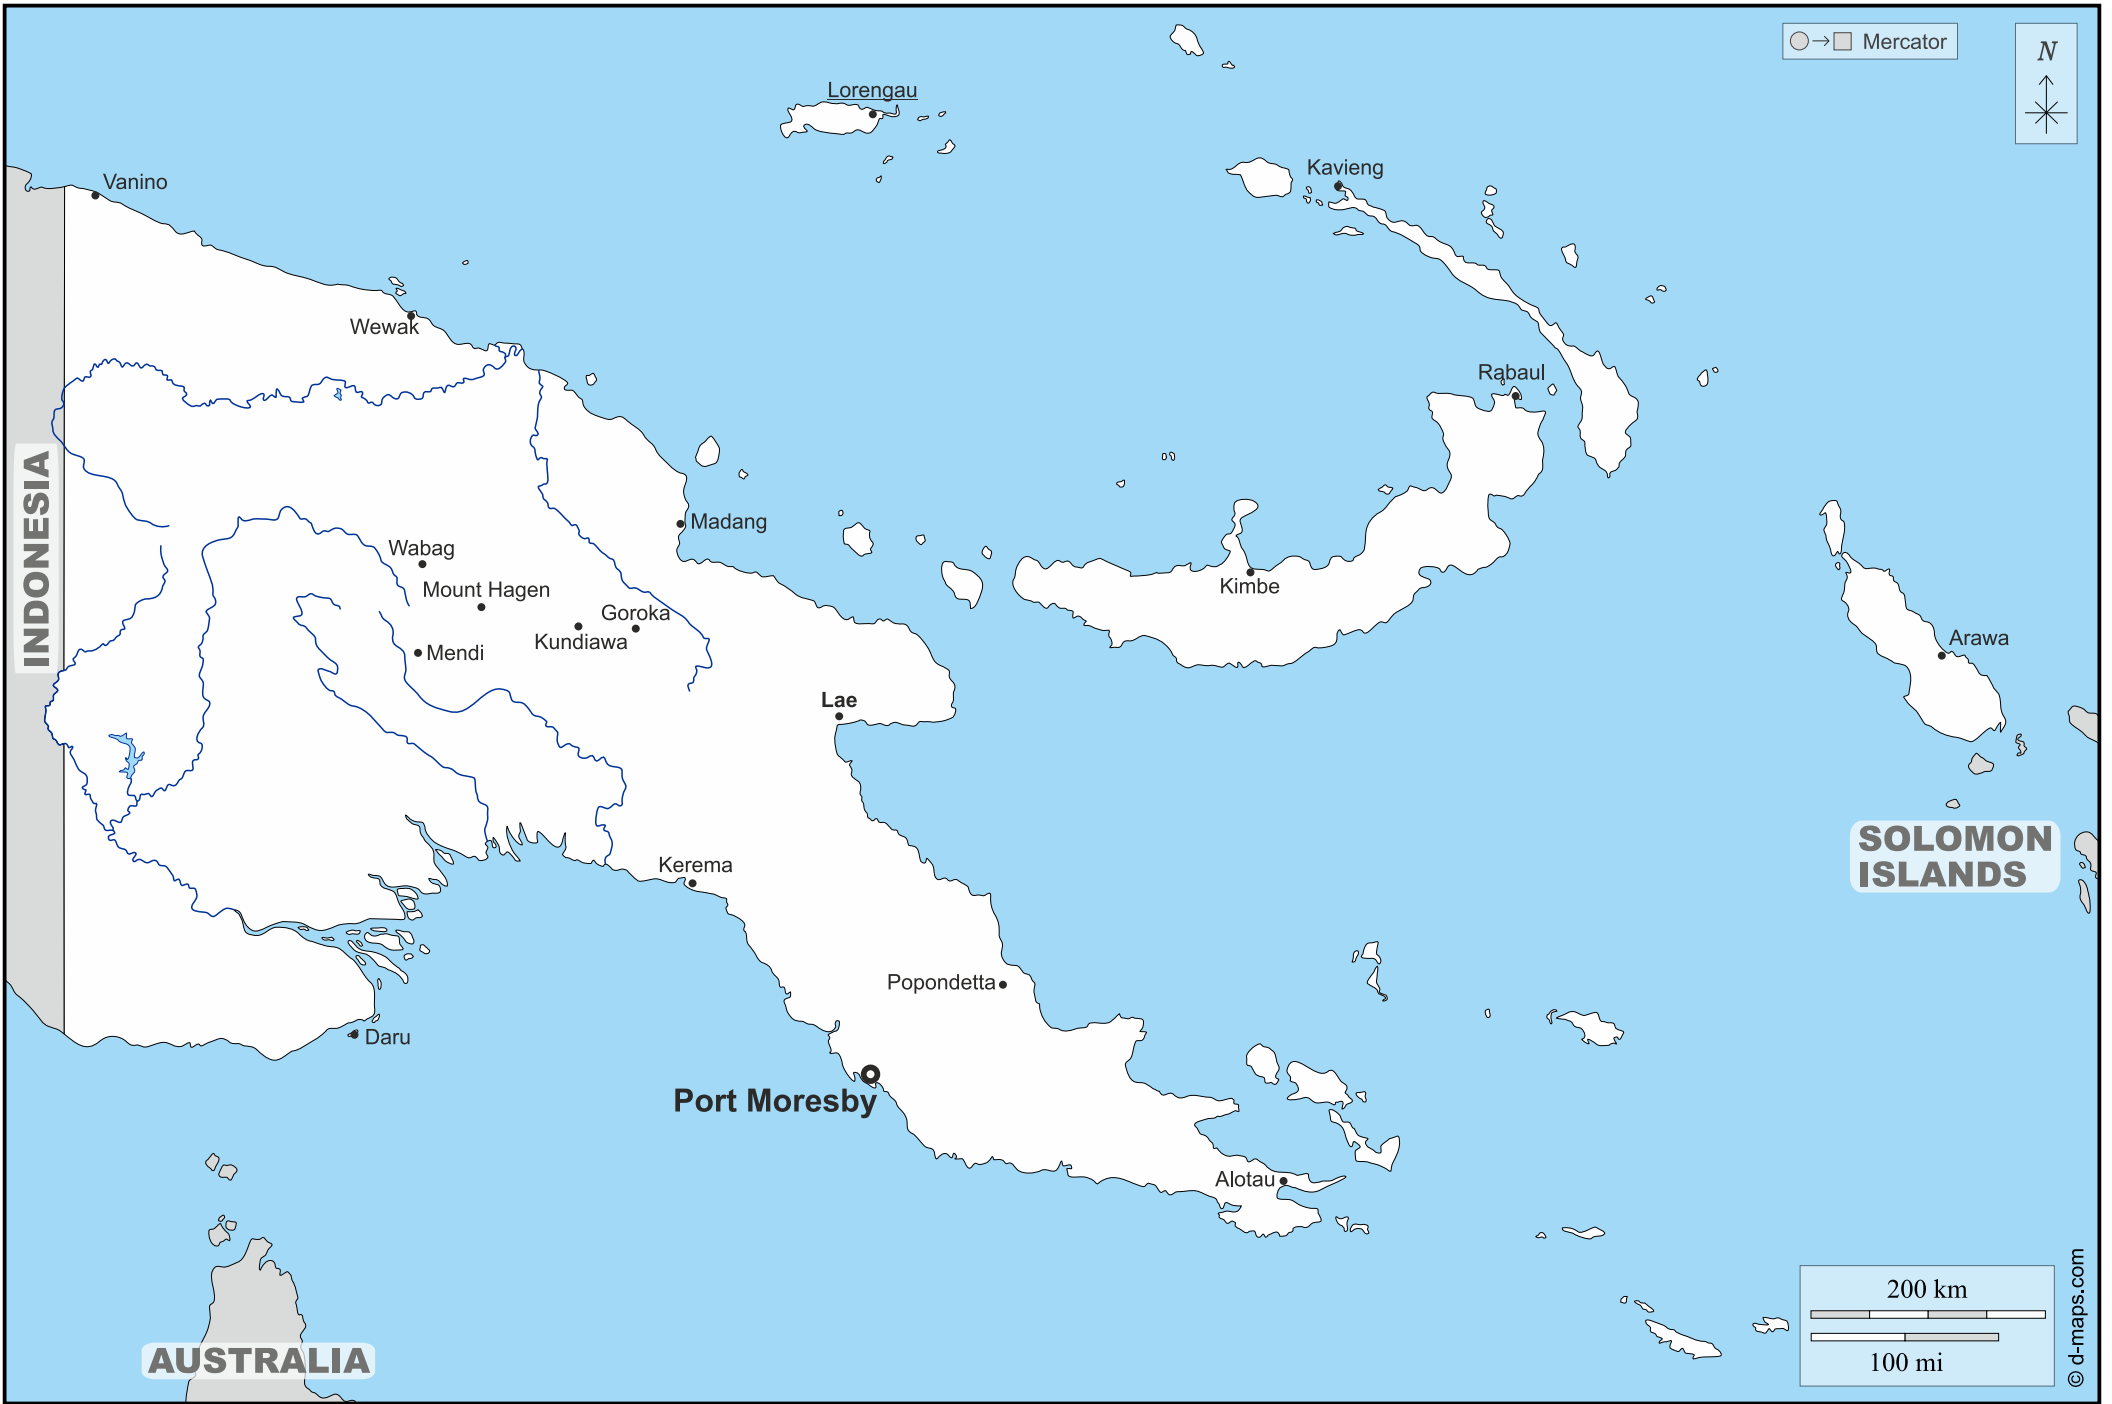 Mercator
N
Lorengau
Kavieng
Vanino
Wewak
Rabaul
INDONESIA
Madang
Wabag
Mount Hagen
Kimbe
Goroka
Kundiawa
Mendi
Arawa
Lae
SOLOMON
ISLANDS
Kerema
Popondetta
Daru
Port Moresby
Alotau
AUSTRALIA
200 km
100 mi
© d-maps.com